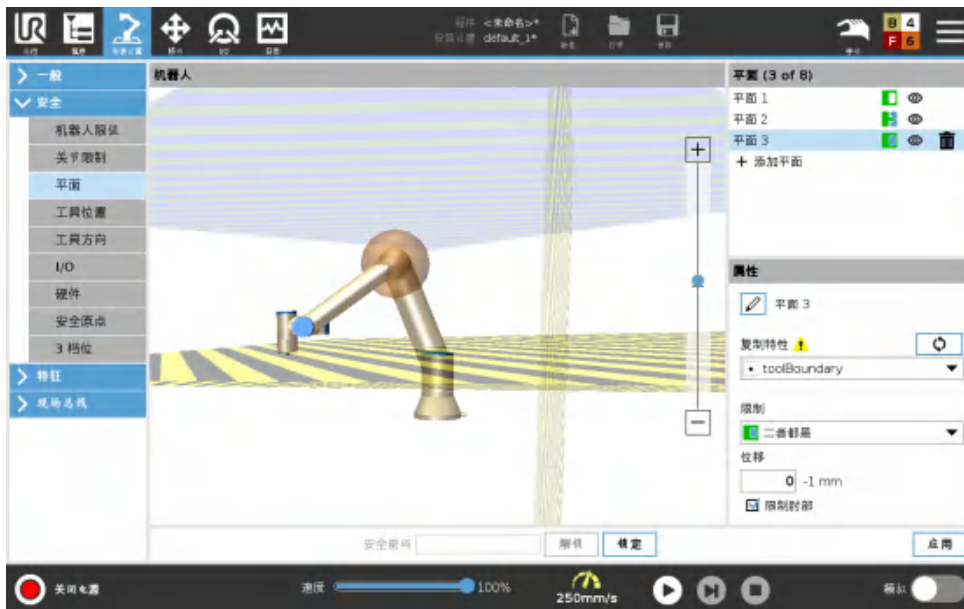 UR
程序 <未命名>*
安装设置 default_1*
I/O
B 4
F 6
一般
安全
机器人限值
关节限制
平面
工具位置
工具方向
I/O
硬件
安全原点
3 档位
特征
现场总线
机器人
平面 (3 of 8)
平面 1
平面 2
平面 3
添加平面
属性
平面 3
复制特性
toolBoundary
限制
二者都是
位移
0 -1 mm
限制肘部
安全密码
解锁
锁定
应用
关闭电源
速度
100%
250mm/s
模拟